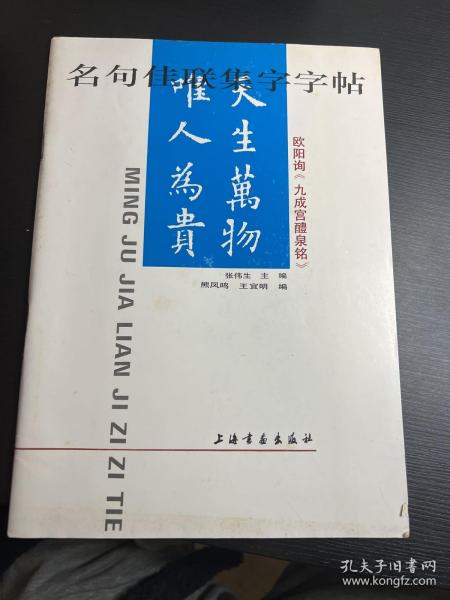 名句佳联集字字帖
天生萬物
唯人為貴
欧阳询《九成宫醴泉铭》
张伟生 主编
熊凤鸣 王宜明 编
MING JU JIA LIAN JI ZI ZI TIE
上海书画出版社
孔夫子旧书网
www.kongfz.com